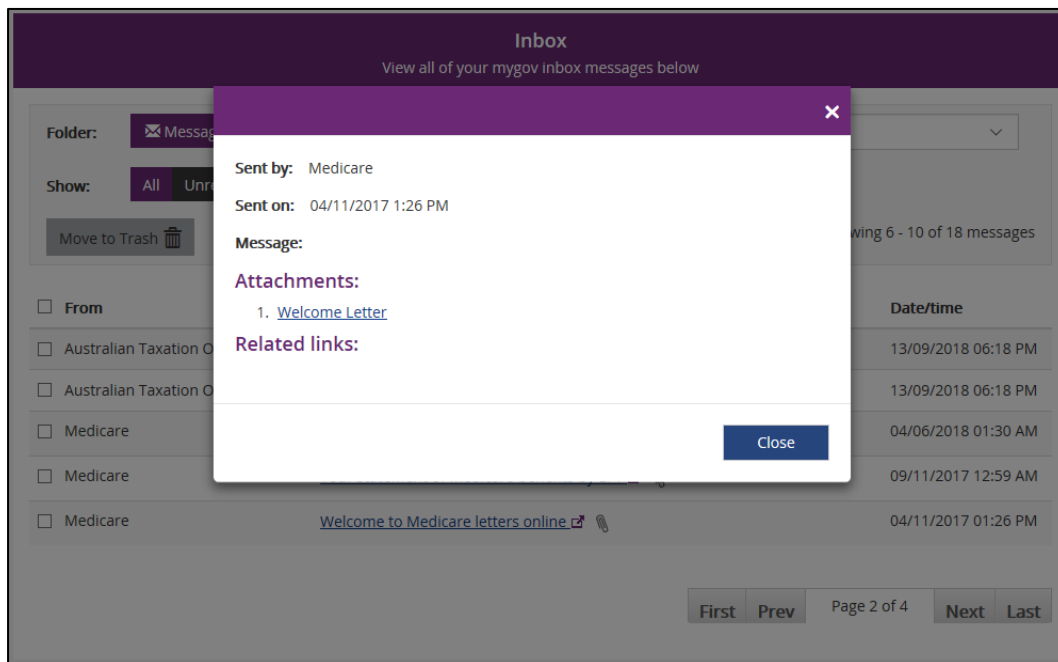 Inbox
View all of your mygov inbox messages below
Folder:
Sent by: Medicare
Show: All
Sent on: 04/11/2017 1:26 PM
Move to Trash
Message:
6 - 10 of 18 messages
Attachments:
1. Welcome Letter
Related links:
From Date/time
Australian Taxation 13/09/2018 06:18 PM
Australian Taxation 13/09/2018 06:18 PM
Medicare 04/06/2018 01:30 AM
Close
Medicare 09/11/2017 12:59 AM
Medicare Welcome to Medicare letters online 04/11/2017 01:26 PM
First Prev Page 2 of 4 Next Last